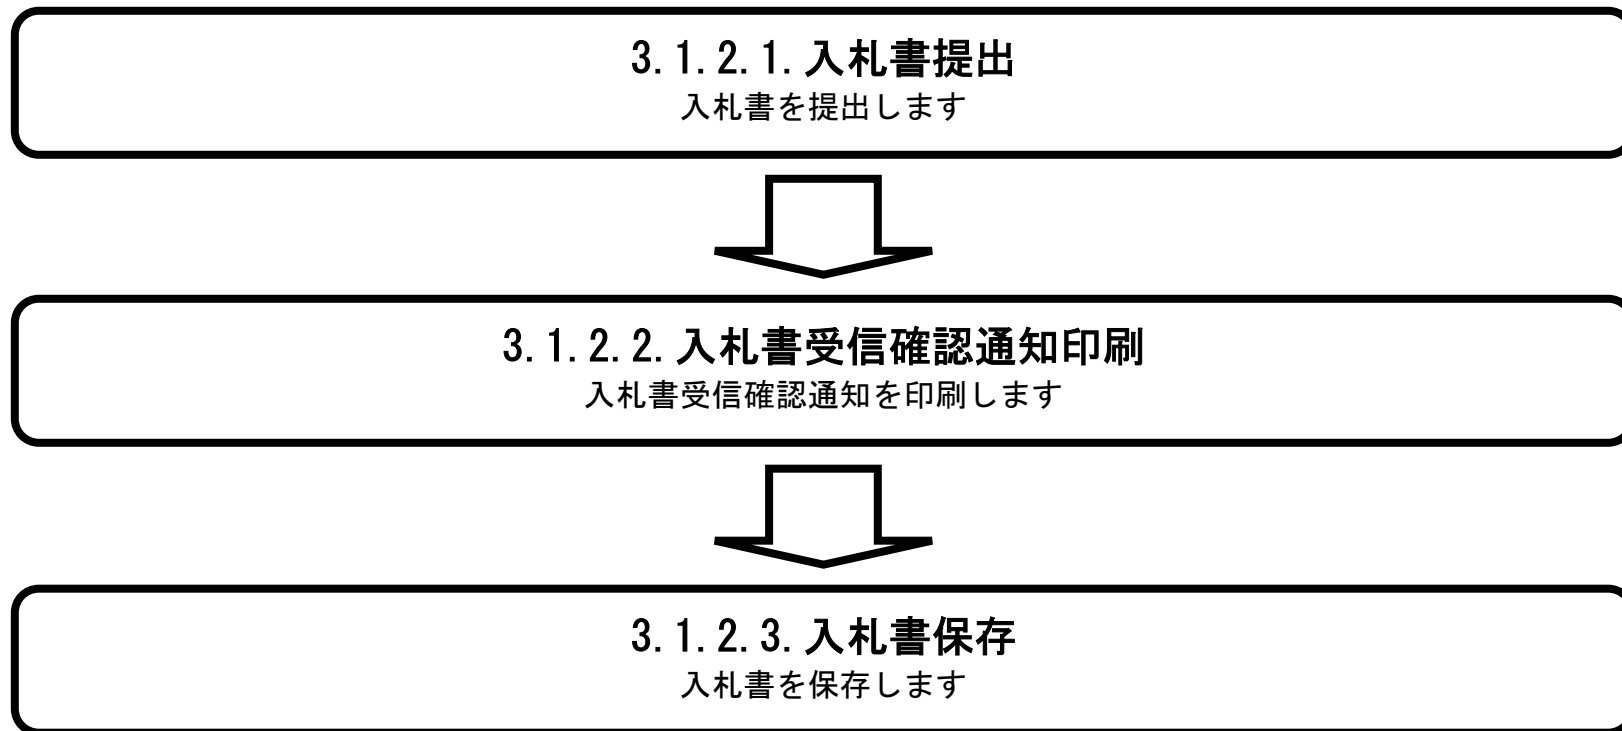 3.1.2.1.入札書提出
入札書を提出します
3.1.2.2.入札書受信確認通知印刷
入札書受信確認通知を印刷します
3.1.2.3.入札書保存
入札書を保存します